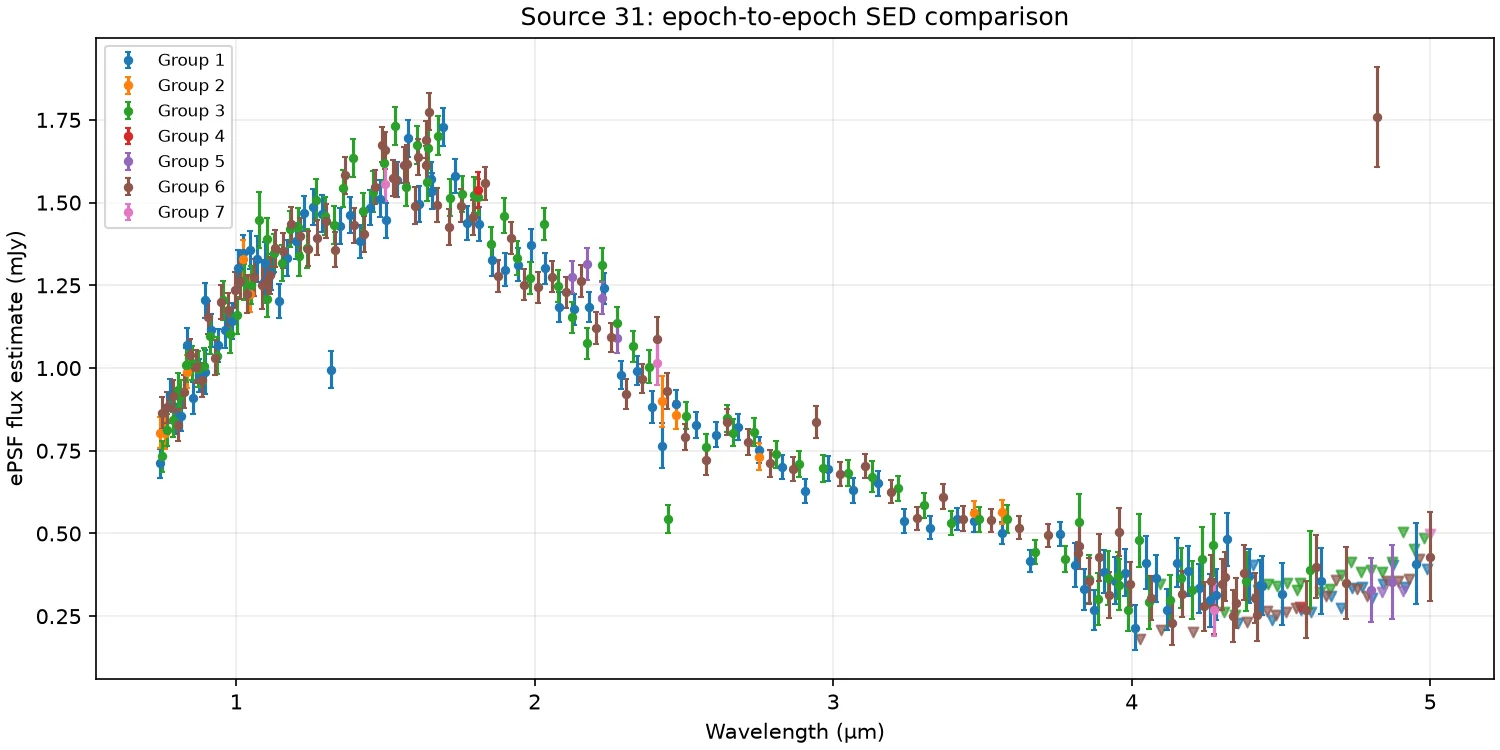 Source 31: epoch-to-epoch SED comparison
Group 1
Group 2
Group 3
Group 4
Group 5
Group 6
Group 7
ePSF flux estimate (mJy)
1.75
1.50
1.25
1.00
0.75
0.50
0.25
1 2 3 4 5
Wavelength (μm)